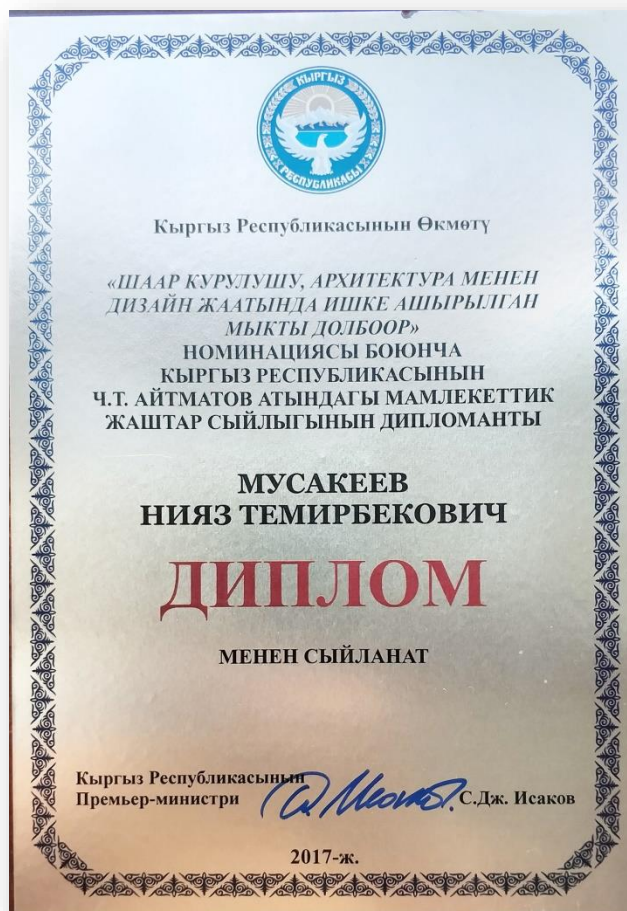 КЫРГЫЗ
РЕСПУБЛИКАСЫ
Кыргыз Республикасынын Өкмөтү
«ШААР КУРУЛУШУ, АРХИТЕКТУРА МЕНЕН
ДИЗАЙН ЖААТЫНДА ИШКЕ АШЫРЫЛГАН
МЫКТЫ ДОЛБООР»
НОМИНАЦИЯСЫ БОЮНЧА
КЫРГЫЗ РЕСПУБЛИКАСЫНЫН
Ч.Т. АЙТМАТОВ АТЫНДАГЫ МАМЛЕКЕТТИК
ЖАШТАР СЫЙЛЫГЫНЫН ДИПЛОМАНТЫ
МУСАКЕЕВ
НИЯЗ ТЕМИРБЕКОВИЧ
ДИПЛОМ
МЕНЕН СЫЙЛАНАТ
Кыргыз Республикасынын
Премьер-министри С.Дж. Исаков
2017-ж.